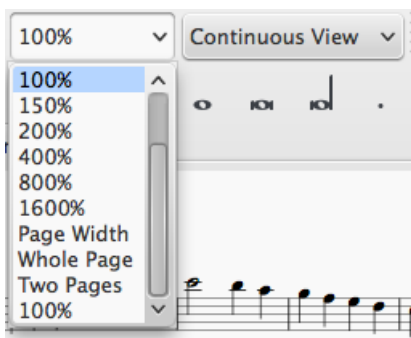 100% Continuous View
100%
150%
200%
400%
800%
1600%
Page Width
Whole Page
Two Pages
100%